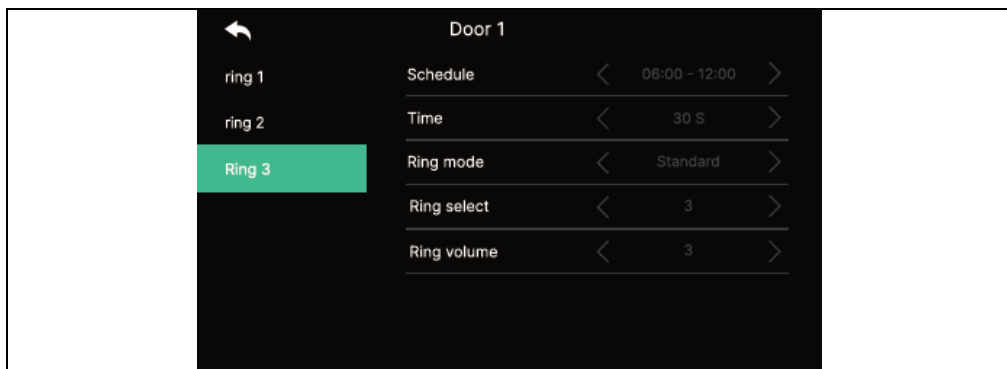 Door 1
ring 1
ring 2
Ring 3
Schedule 06:00 - 12:00
Time 30 S
Ring mode Standard
Ring select 3
Ring volume 3